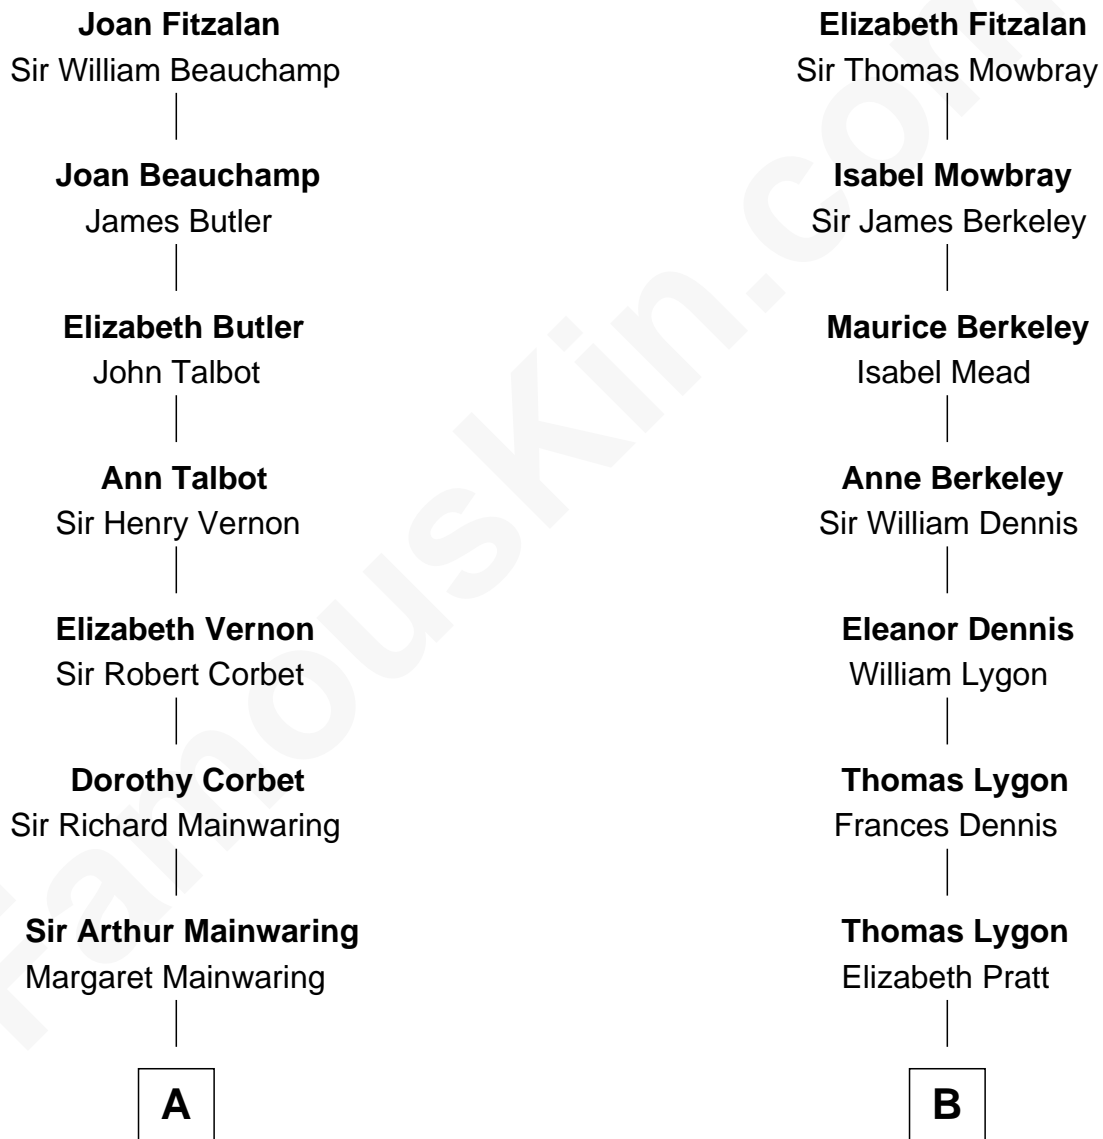 Joan Fitzalan
Sir William Beauchamp
Joan Beauchamp
James Butler
Elizabeth Butler
John Talbot
Ann Talbot
Sir Henry Vernon
Elizabeth Vernon
Sir Robert Corbet
Dorothy Corbet
Sir Richard Mainwaring
Sir Arthur Mainwaring
Margaret Mainwaring
A
Elizabeth Fitzalan
Sir Thomas Mowbray
Isabel Mowbray
Sir James Berkeley
Maurice Berkeley
Isabel Mead
Anne Berkeley
Sir William Dennis
Eleanor Dennis
William Lygon
Thomas Lygon
Frances Dennis
Thomas Lygon
Elizabeth Pratt
B
FamousKin.com